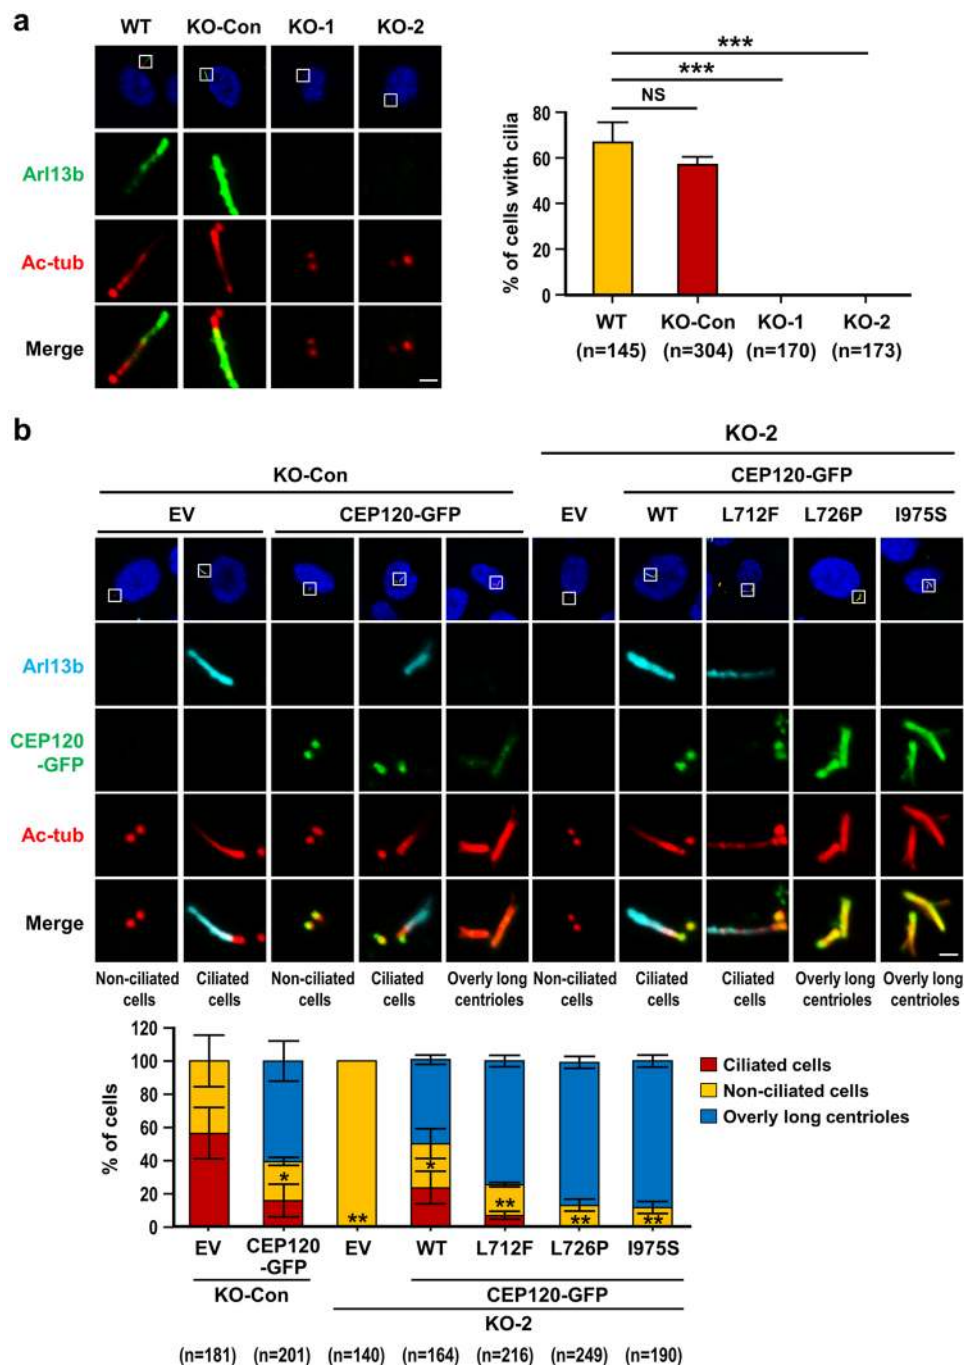 a
WT KO-Con KO-1 KO-2
Arl13b
Ac-tub
Merge
***
***
NS
% of cells with cilia
80
60
40
20
0
WT KO-Con KO-1 KO-2
(n=145) (n=304) (n=170) (n=173)
b
KO-2
KO-Con CEP120-GFP
EV CEP120-GFP EV WT L712F L726P I975S
Arl13b
CEP120
-GFP
Ac-tub
Merge
Non-ciliated Ciliated Non-ciliated Ciliated Overly long Non-ciliated Ciliated Ciliated Overly long Overly long
cells cells cells cells centrioles cells cells cells centrioles centrioles
% of cells
120
100
80
60
40
20
0
* ** * ** ** **
Ciliated cells
Non-ciliated cells
Overly long centrioles
EV CEP120 EV WT L712F L726P I975S
-GFP
KO-Con CEP120-GFP
KO-2
(n=181) (n=201) (n=140) (n=164) (n=216) (n=249) (n=190)